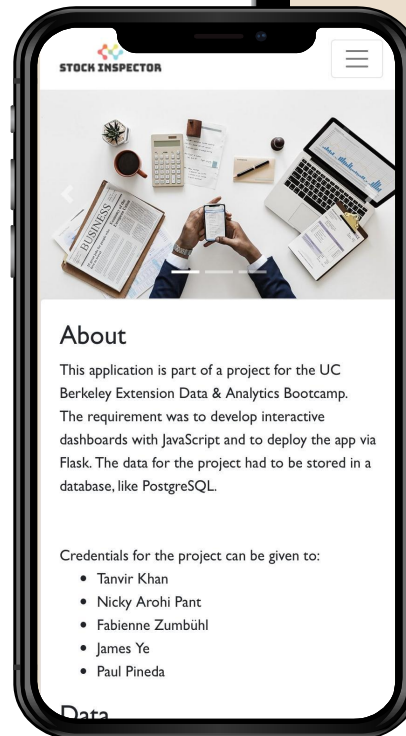 STOCK INSPECTOR
BUSINESS
About
This application is part of a project for the UC
Berkeley Extension Data & Analytics Bootcamp.
The requirement was to develop interactive
dashboards with JavaScript and to deploy the app via
Flask. The data for the project had to be stored in a
database, like PostgreSQL.
Credentials for the project can be given to:
Tanvir Khan
Nicky Arohi Pant
Fabienne Zumbühl
James Ye
Paul Pineda
Data